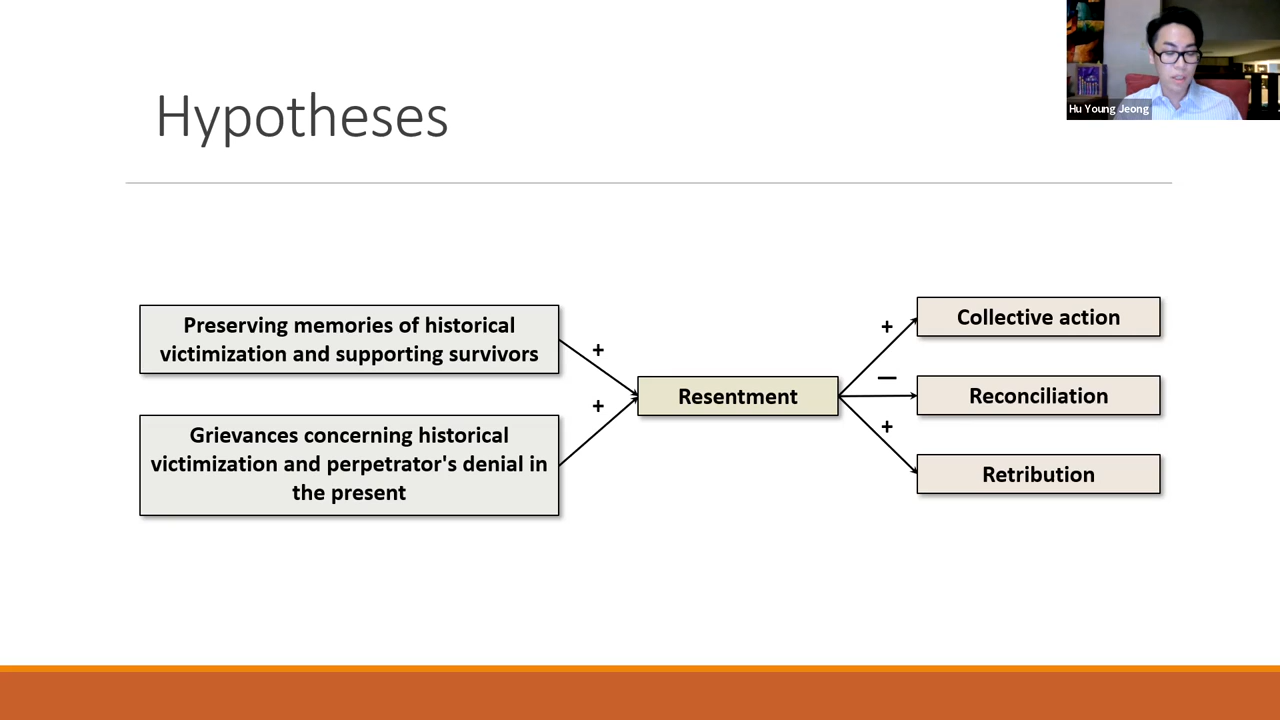 Hypotheses
Hu Young Jeong
Preserving memories of historical
victimization and supporting survivors
+
Grievances concerning historical
victimization and perpetrator's denial in
the present
+
Resentment
+
Collective action
—
Reconciliation
+
Retribution